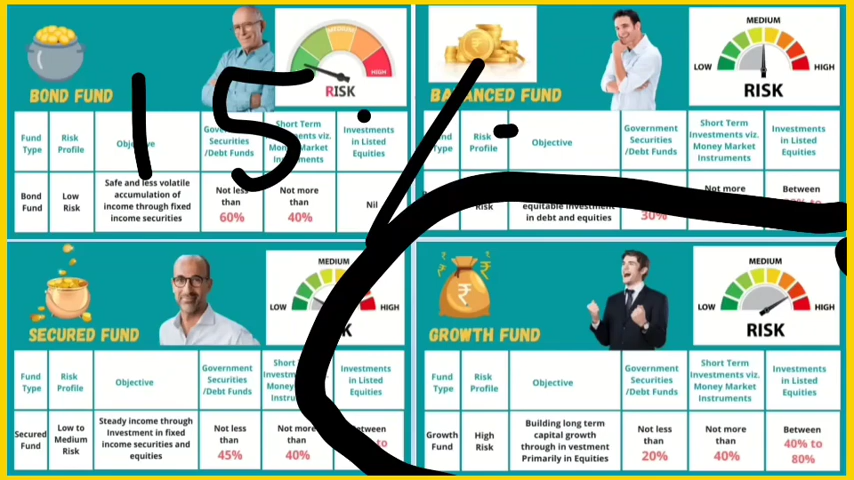 BOND FUND
HIGH
RISK
15
Fund
Type
Risk
Profile
Objective
Government
Securities
/Debt Funds
Short Term
Investments viz.
Money Market
Instruments
Investments
in Listed
Equities
Bond
Fund
Low
Risk
Safe and less volatile
accumulation of
income through fixed
income securities
Not less
than
60%
Not more
than
40%
Nil
BALANCED FUND
MEDIUM
LOW
HIGH
RISK
Fund
Type
Risk
Profile
Objective
Government
Securities
/Debt Funds
Short Term
Investments viz.
Money Market
Instruments
Investments
in Listed
Equities
Risk
equitable investment
in debt and equities
30%
Not more
Between
SECURED FUND
MEDIUM
LOW
HIGH
Fund
Type
Risk
Profile
Objective
Government
Securities
/Debt Funds
Short
Investments
in Listed
Equities
Secured
Fund
Low to
Medium
Risk
Steady income through
Investment in fixed
income securities and
equities
Not less
than
45%
Not more
than
40%
Between
GROWTH FUND
MEDIUM
LOW
HIGH
RISK
Fund
Type
Risk
Profile
Objective
Government
Securities
/Debt Funds
Short Term
Investments viz.
Money Market
Instruments
Investments
in Listed
Equities
Growth
Fund
High
Risk
Building long term
capital growth
through in vestment
Primarily in Equities
Not less
than
20%
Not more
than
40%
Between
40% to
80%